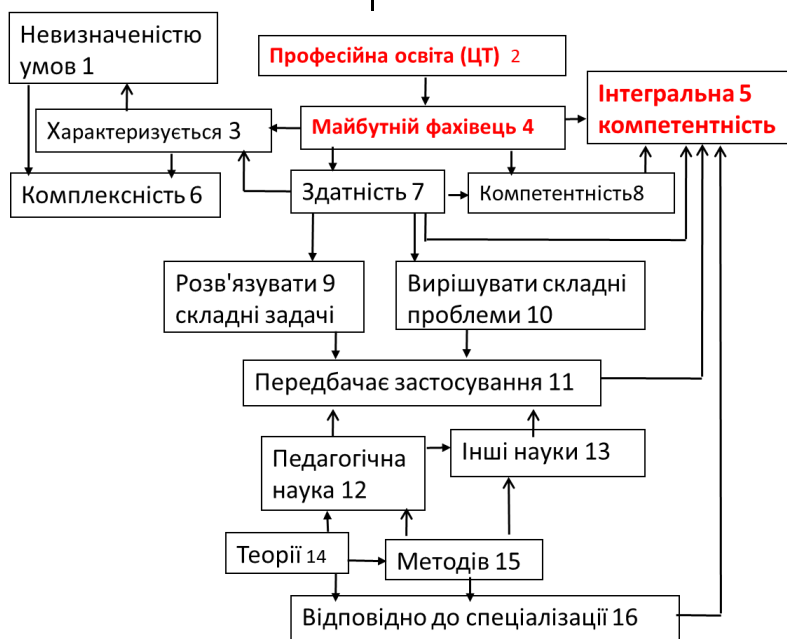 Невизначеністю
умов 1
Професійна освіта (ЦТ) 2
Характеризується 3
Майбутній фахівець 4
Інтегральна 5
компетентність
Комплексність 6
Здатність 7
Компетентність8
Розв'язувати 9
складні задачі
Вирішувати складні
проблеми 10
Передбачає застосування 11
Педагогічна
наука 12
Інші науки 13
Теорії 14
Методів 15
Відповідно до спеціалізації 16